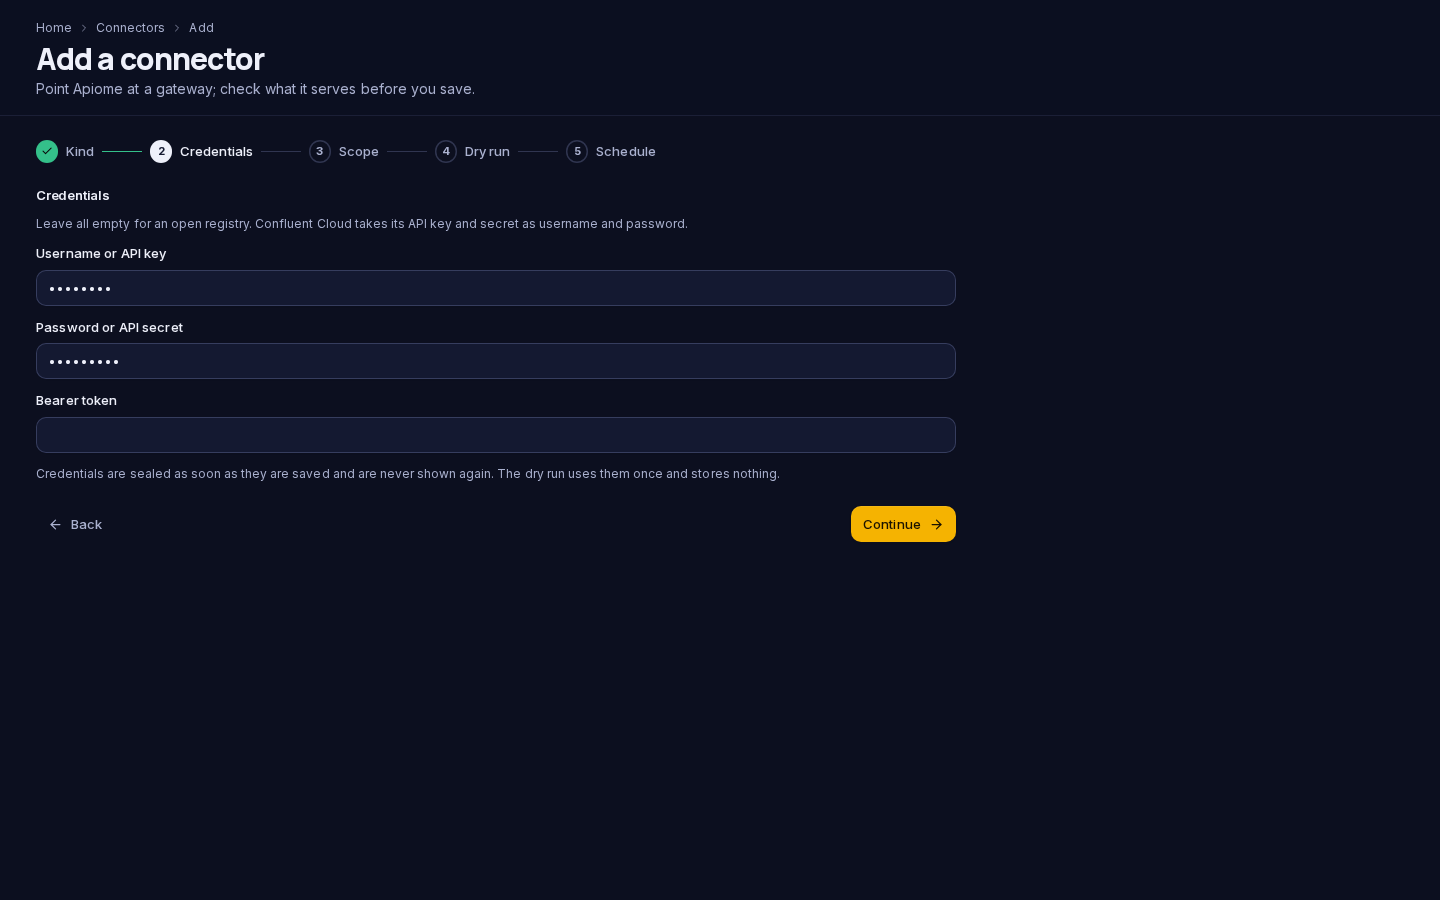 Home > Connectors > Add
Add a connector
Point Apiome at a gateway; check what it serves before you save.
Kind 2 Credentials 3 Scope 4 Dry run 5 Schedule
Credentials
Leave all empty for an open registry. Confluent Cloud takes its API key and secret as username and password.
Username or API key
••••••••
Password or API secret
•••••••••
Bearer token
Credentials are sealed as soon as they are saved and are never shown again. The dry run uses them once and stores nothing.
Back Continue